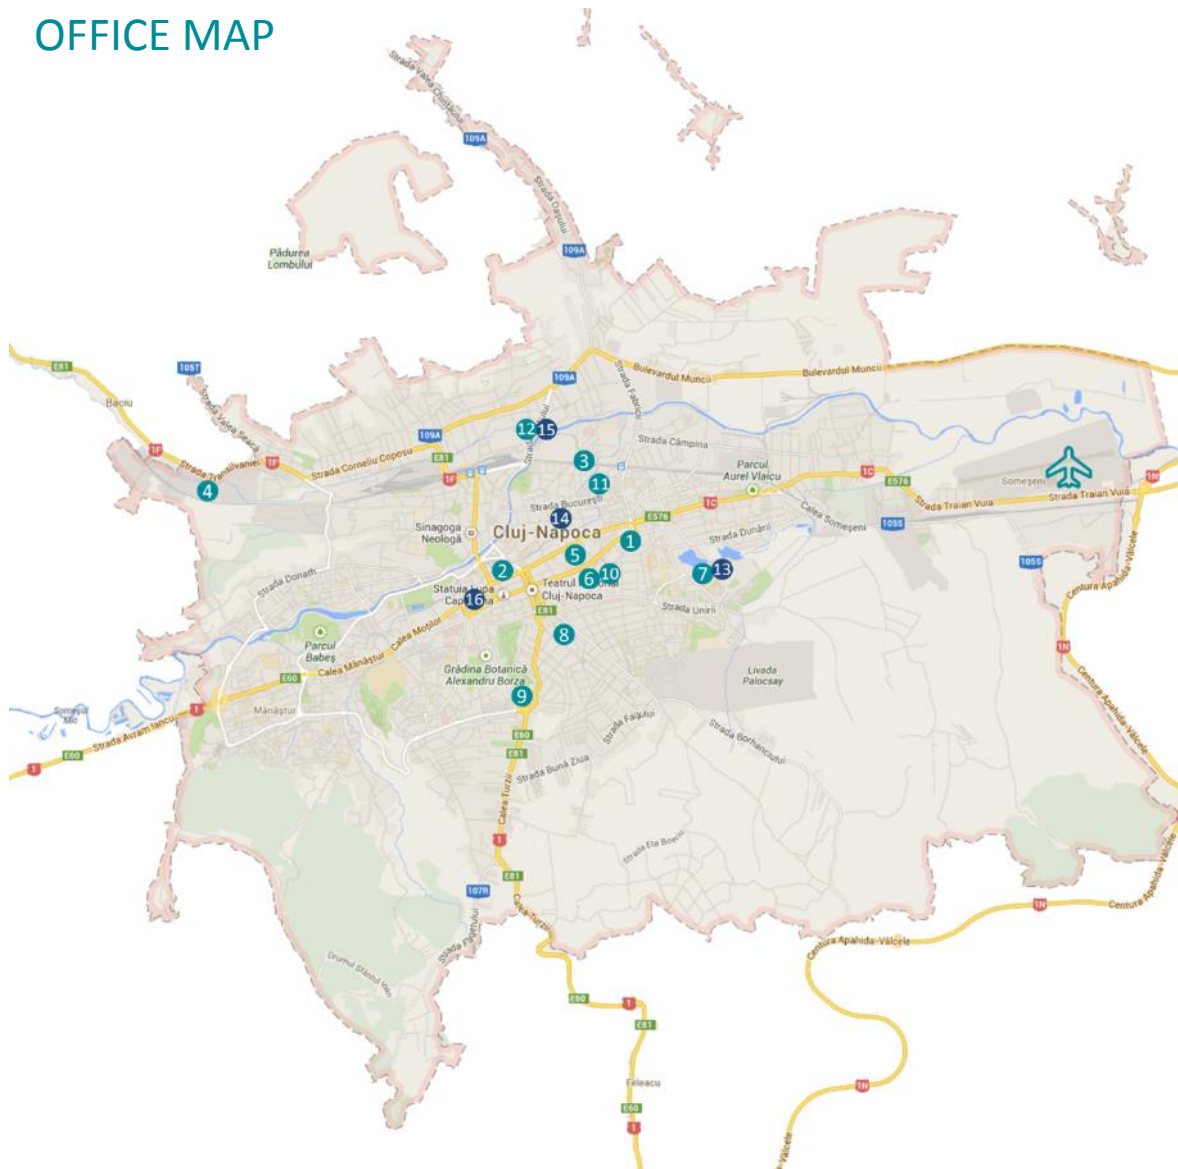 OFFICE MAP
Strada Valea Chintăului
109A
Strada Oașului
109A
Pădurea
Lombului
E81
105T
Baciu
Strada Valea Seacă
109A
Bulevardul Muncii
Bulevardul Muncii
Strada Fabricii
1F
Strada Transilvaniei
1F
Strada Corneliu Coposu
109A
E81
1F
12
15
Strada Câmpina
3
4
11
Parcul
Aurel Vlaicu
1C
E576
Someșeni
1N
Strada Traian Vuia
Strada Traian Vuia
Strada București
1C
14
E576
Calea Someșeni
105S
Sinagoga
Neologă
Cluj-Napoca
1
Strada Dunării
5
2
6
10
7
13
105S
Strada Donath
Statuia Lupa
16
Teatrul
Cluj-Napoca
E81
Strada Unirii
Centura Apahida-Vâlcele
8
Parcul
Babeș
Calea Moților
Calea Mănăștur
E60
Grădina Botanică
Alexandru Borza
9
Livada
Palocsay
1N
Someșul
Mic
1
Mănăștur
Strada Avram Iancu
E60
1
E60
E81
Strada Fagului
Strada Borhanciului
Strada Bună Ziua
Calea Turzii
Centura Apahida-Vâlcele
1
E81
107R
Calea Turzii
Strada Făgetului
1N
Centura Apahida-Vâlcele
Centura Apahida-Vâlcele
Drumul Sfântul Ioan
E60
1
E81
Feleacu
1N
E60
1